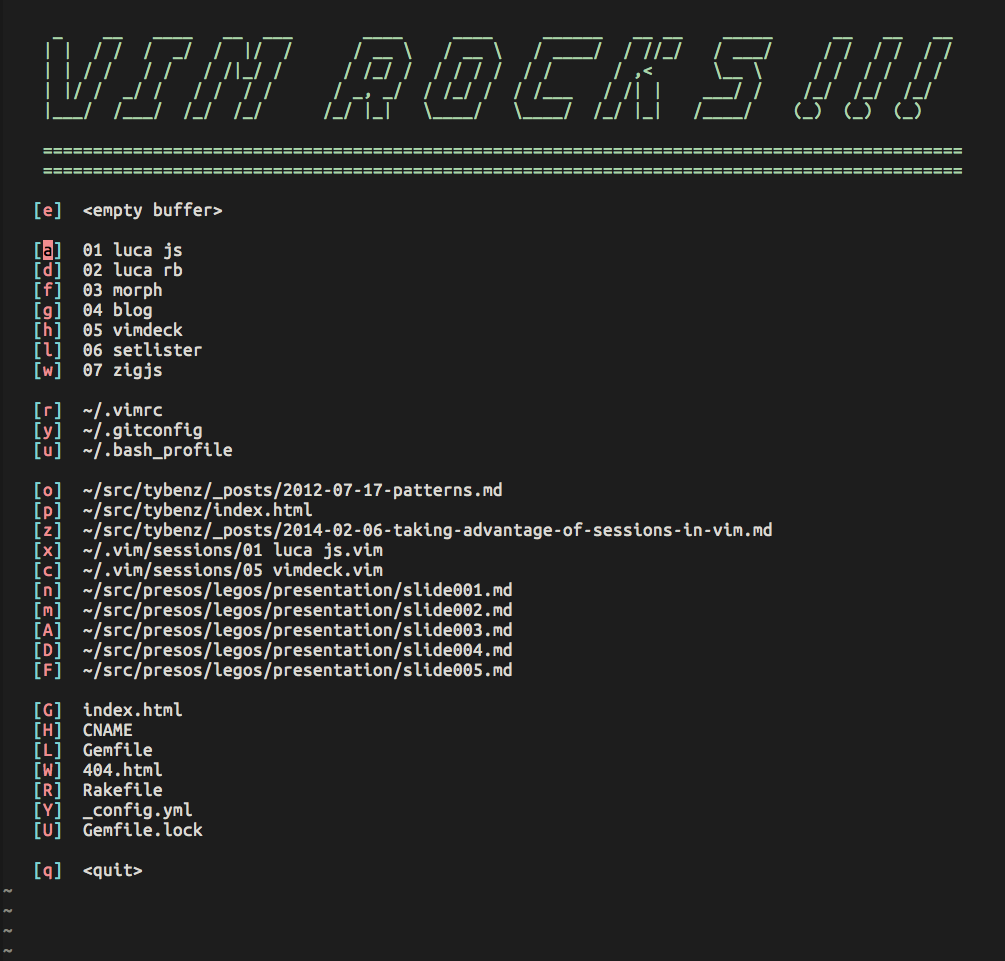 VIM ROCKS !!!
============================================================================================
============================================================================================
[e]  <empty buffer>
[a]  01 luca js
[d]  02 luca rb
[f]  03 morph
[g]  04 blog
[h]  05 vimdeck
[l]  06 setlister
[w]  07 zigjs
[r]  ~/.vimrc
[y]  ~/.gitconfig
[u]  ~/.bash_profile
[o]  ~/src/tybenz/_posts/2012-07-17-patterns.md
[p]  ~/src/tybenz/index.html
[z]  ~/src/tybenz/_posts/2014-02-06-taking-advantage-of-sessions-in-vim.md
[x]  ~/.vim/sessions/01 luca js.vim
[c]  ~/.vim/sessions/05 vimdeck.vim
[n]  ~/src/presos/legos/presentation/slide001.md
[m]  ~/src/presos/legos/presentation/slide002.md
[A]  ~/src/presos/legos/presentation/slide003.md
[D]  ~/src/presos/legos/presentation/slide004.md
[F]  ~/src/presos/legos/presentation/slide005.md
[G]  index.html
[H]  CNAME
[L]  Gemfile
[W]  404.html
[R]  Rakefile
[Y]  _config.yml
[U]  Gemfile.lock
[q]  <quit>
~
~
~
~